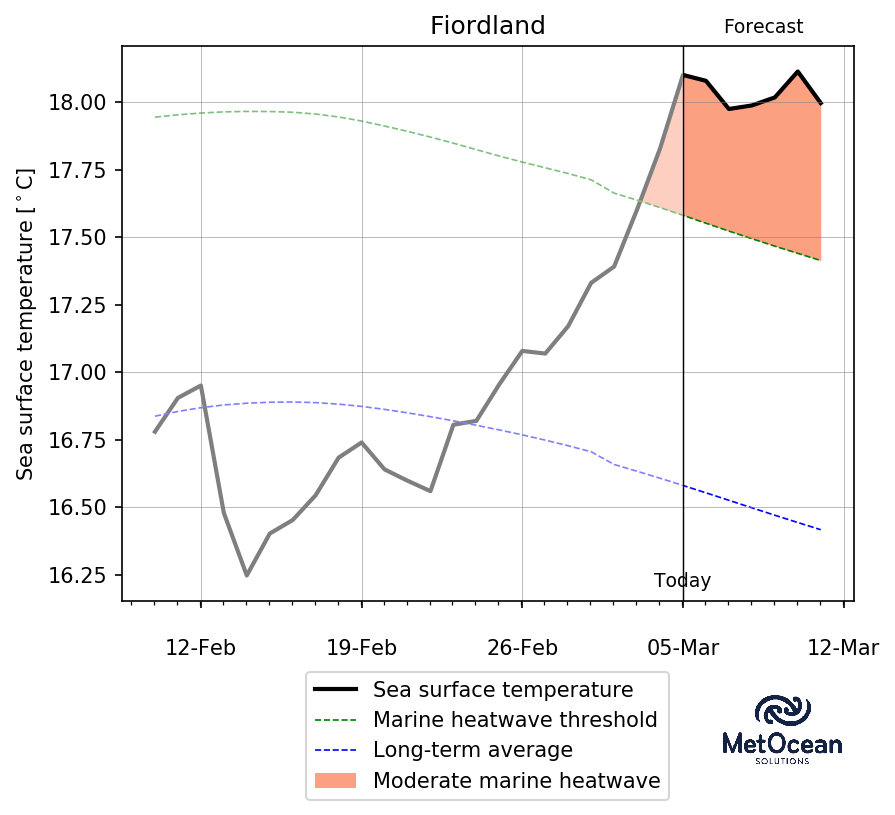 Fiordland
Forecast
Sea surface temperature [°C]
18.00
17.75
17.50
17.25
17.00
16.75
16.50
16.25
Today
12-Feb 19-Feb 26-Feb 05-Mar 12-Mar
Sea surface temperature
Marine heatwave threshold
Long-term average
Moderate marine heatwave
MetOcean
SOLUTIONS